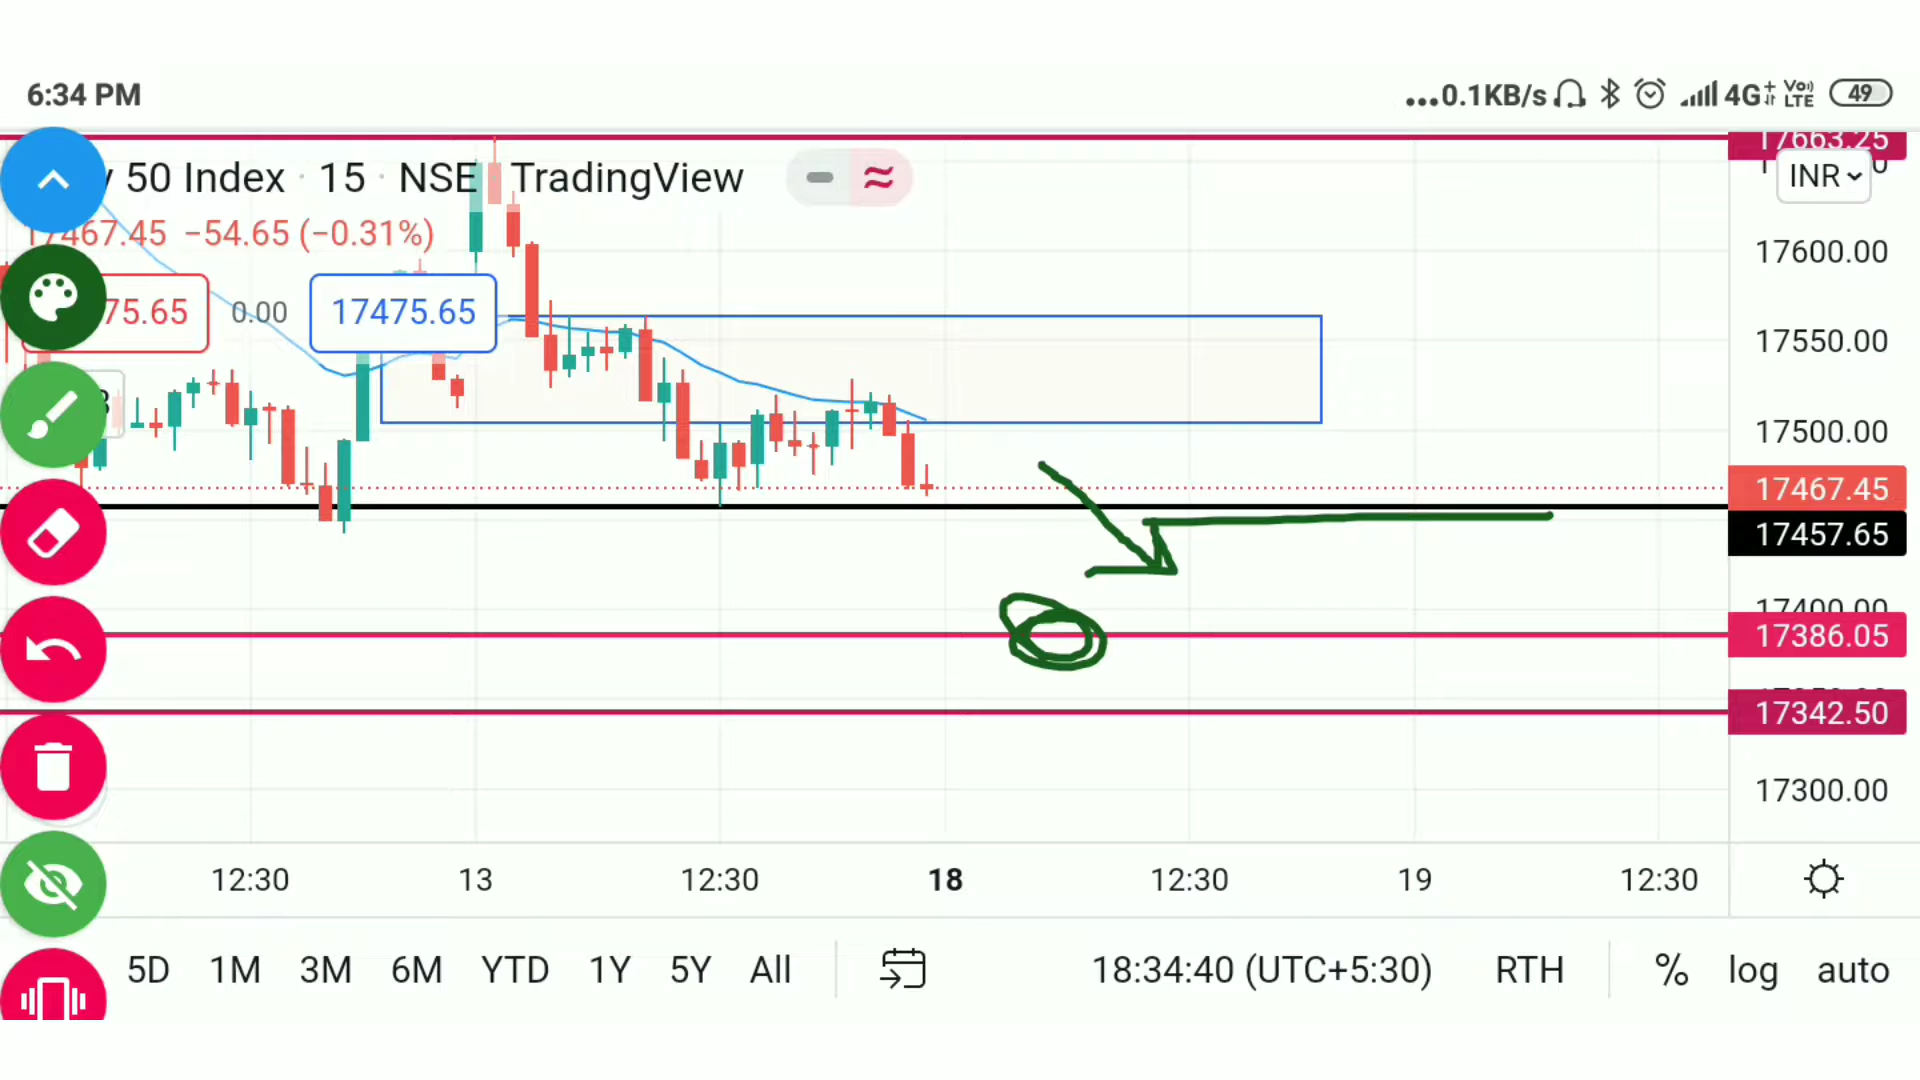 6:34 PM
...0.1KB/s 4G+ Vo) LTE 49
50 Index · 15 · NSE TradingView
17663.25
INR
17467.45 −54.65 (−0.31%)
17600.00
75.65 0.00 17475.65
17550.00
17500.00
17467.45
17457.65
17400.00
17386.05
17342.50
17300.00
12:30 13 12:30 18 12:30 19 12:30
5D 1M 3M 6M YTD 1Y 5Y All 18:34:40 (UTC+5:30) RTH % log auto